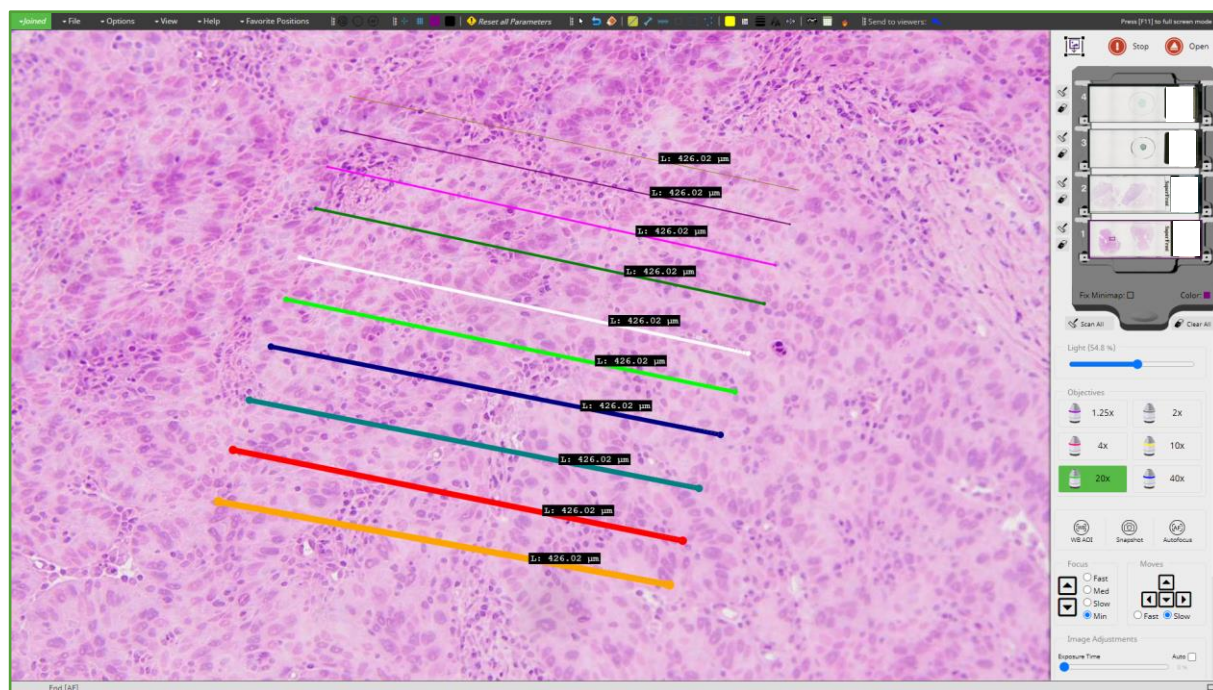 Joined File Options View Help Favorite Positions Reset all Parameters Send to viewers: Press [F11] to full screen mode
Stop Open
L: 426.02 µm
L: 426.02 µm
L: 426.02 µm
L: 426.02 µm
L: 426.02 µm
L: 426.02 µm
L: 426.02 µm
L: 426.02 µm
L: 426.02 µm
L: 426.02 µm
4
3
2
SuperFrost
1
SuperFrost
Fix Minimap: Color:
Scan All Clear All
Light (54.8 %)
Objectives
1.25x 2x
4x 10x
20x 40x
WB AOI Snapshot Autofocus
Focus Moves
Fast
Med
Slow
Min
Fast Slow
Image Adjustments
Exposure Time Auto
0 %
End [AF]